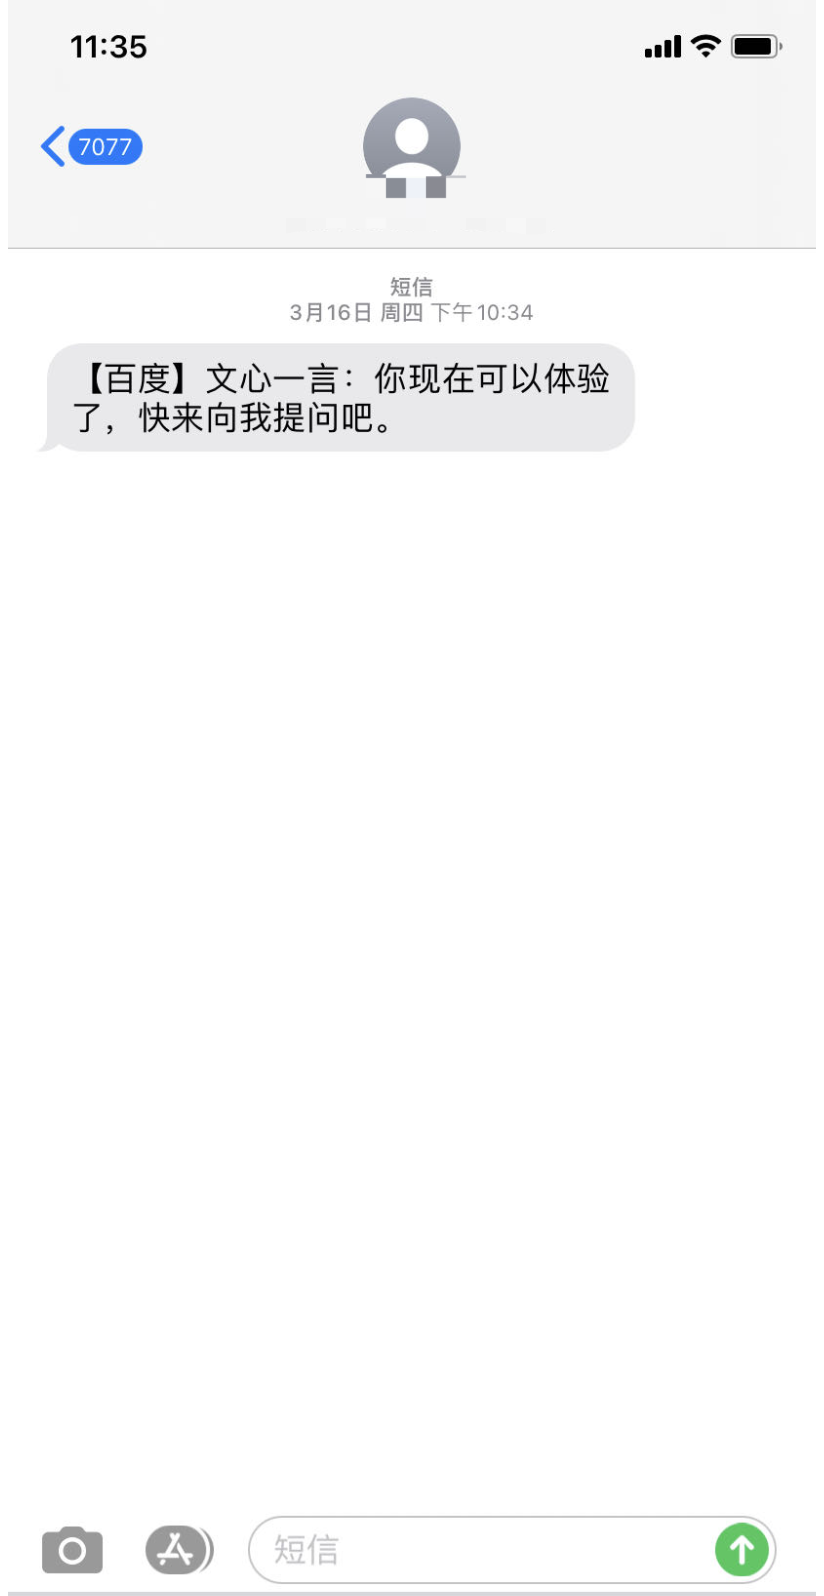 11:35
7077
短信
3月16日 周四 下午10:34
【百度】文心一言：你现在可以体验
了，快来向我提问吧。
短信